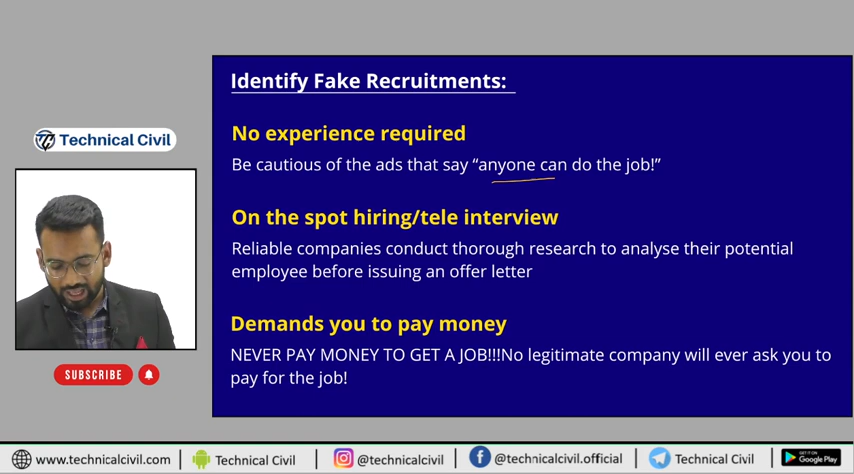 Identify Fake Recruitments:
Technical Civil
No experience required
Be cautious of the ads that say “anyone can do the job!”
On the spot hiring/tele interview
Reliable companies conduct thorough research to analyse their potential
employee before issuing an offer letter
Demands you to pay money
NEVER PAY MONEY TO GET A JOB!!!No legitimate company will ever ask you to
pay for the job!
SUBSCRIBE
www.technicalcivil.com | Technical Civil | @technicalcivil | @technicalcivil.official | Technical Civil | GET IT ON Google Play